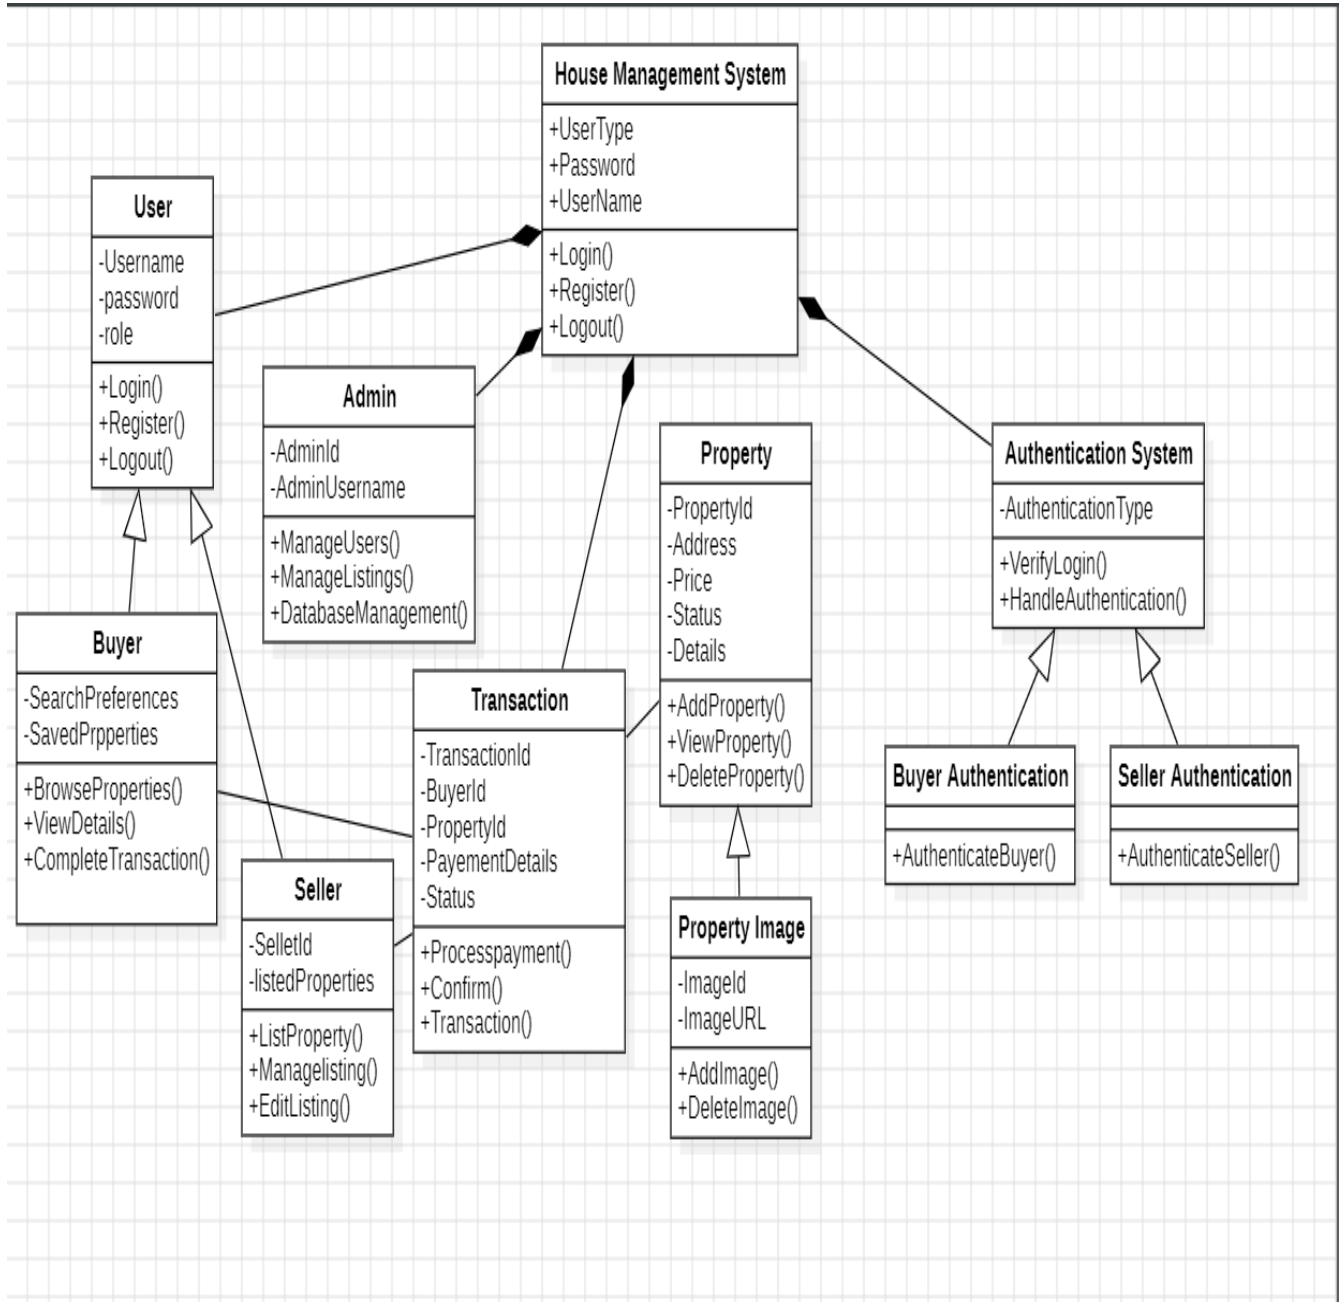 House Management System
+UserType
+Password
+UserName
+Login()
+Register()
+Logout()
User
-Username
-password
-role
+Login()
+Register()
+Logout()
Admin
-AdminId
-AdminUsername
+ManageUsers()
+ManageListings()
+DatabaseManagement()
Property
-PropertyId
-Address
-Price
-Status
-Details
+AddProperty()
+ViewProperty()
+DeleteProperty()
Authentication System
-AuthenticationType
+VerifyLogin()
+HandleAuthentication()
Buyer
-SearchPreferences
-SavedPrpperties
+BrowseProperties()
+ViewDetails()
+CompleteTransaction()
Transaction
-TransactionId
-BuyerId
-PropertyId
-PayementDetails
-Status
+Processpayment()
+Confirm()
+Transaction()
Buyer Authentication
+AuthenticateBuyer()
Seller Authentication
+AuthenticateSeller()
Seller
-SelletId
-listedProperties
+ListProperty()
+Managelisting()
+EditListing()
Property Image
-ImageId
-ImageURL
+AddImage()
+DeleteImage()